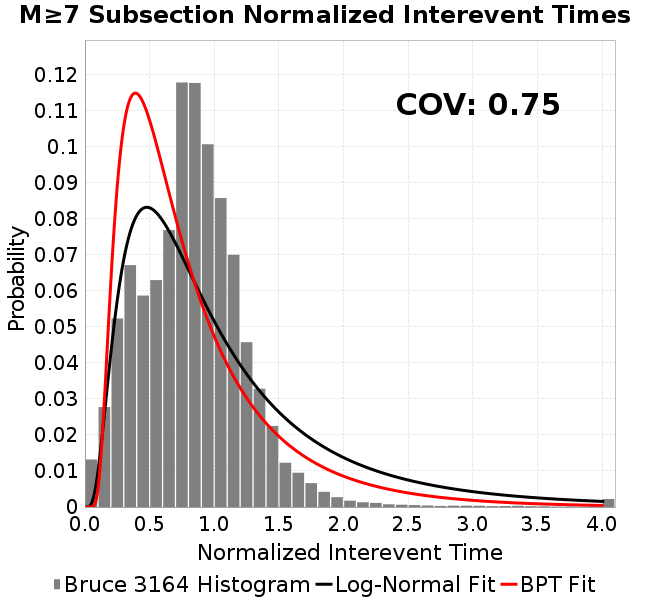 M≥7 Subsection Normalized Interevent Times
COV: 0.75
Probability
0.12
0.11
0.1
0.09
0.08
0.07
0.06
0.05
0.04
0.03
0.02
0.01
0
0.0 0.5 1.0 1.5 2.0 2.5 3.0 3.5 4.0
Normalized Interevent Time
Bruce 3164 Histogram Log-Normal Fit BPT Fit